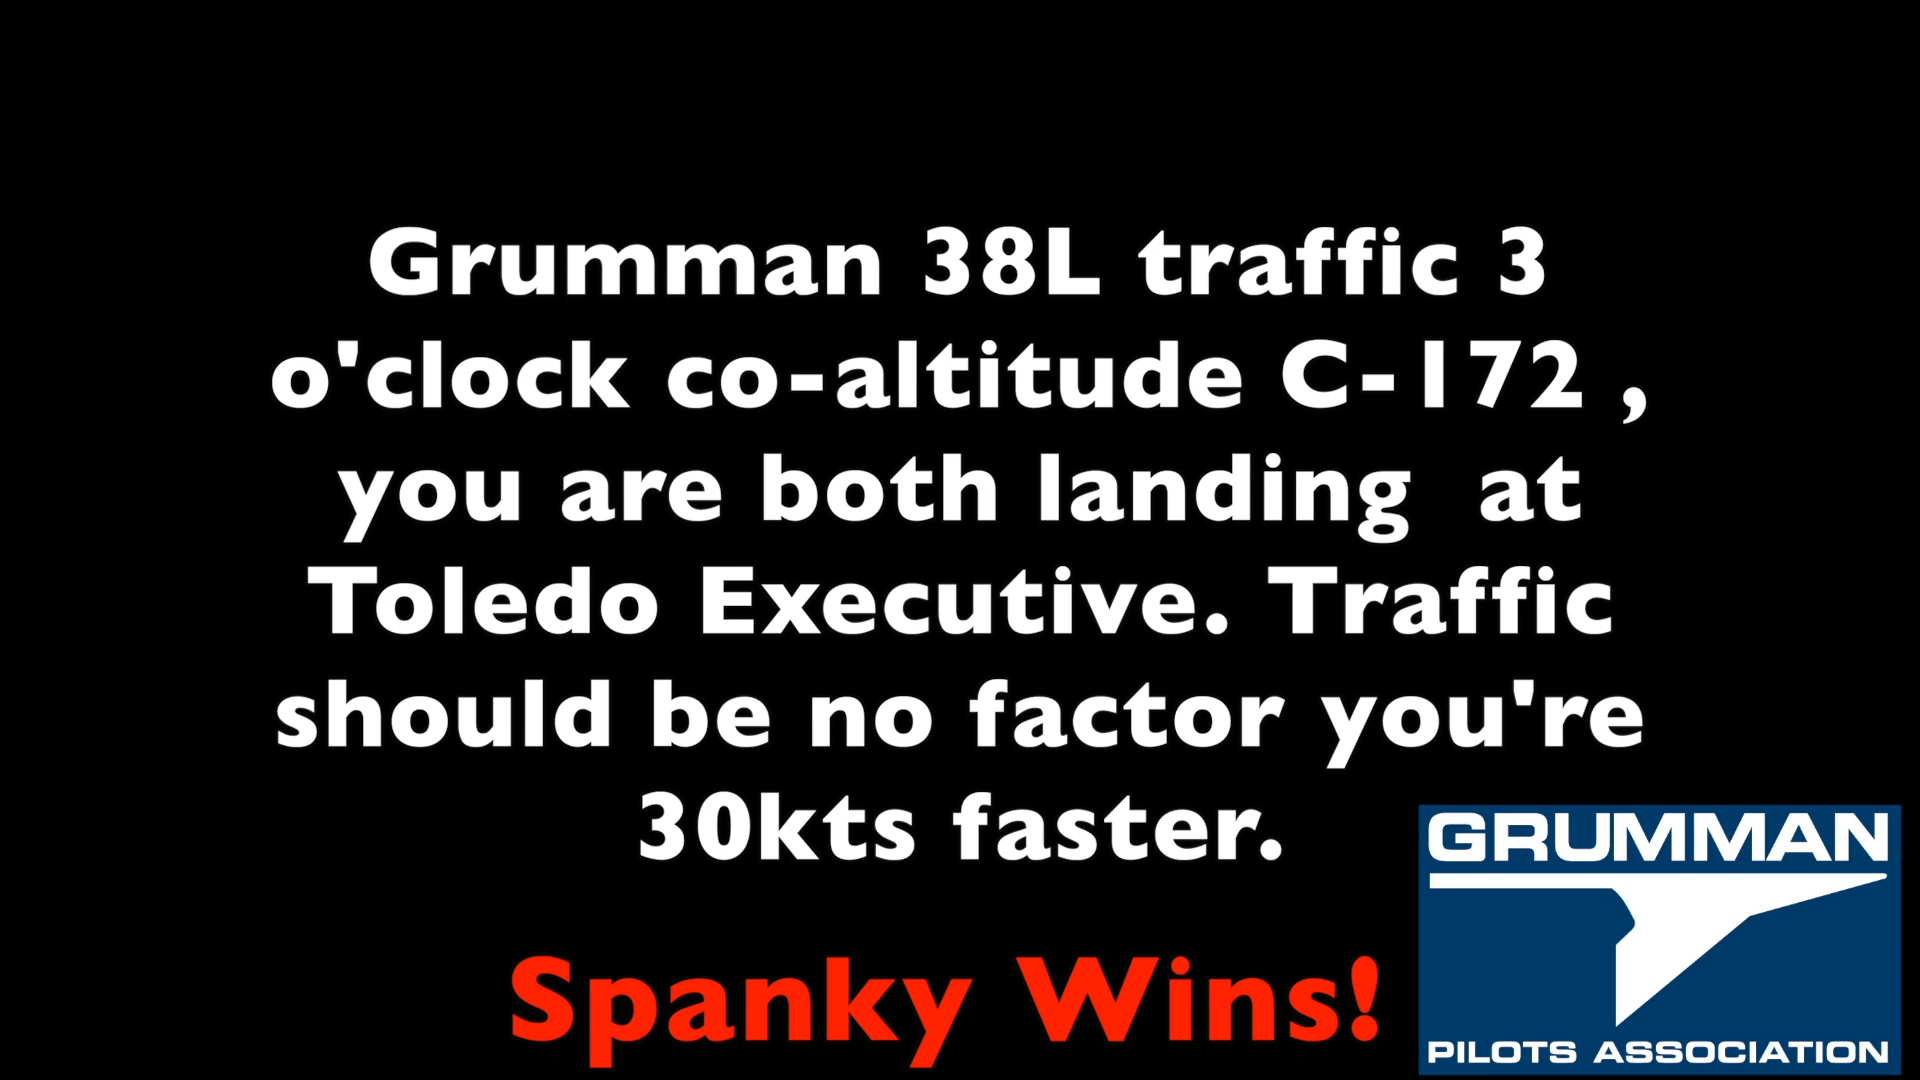 Grumman 38L traffic 3
o'clock co-altitude C-172 ,
you are both landing  at
Toledo Executive. Traffic
should be no factor you're
30kts faster.
Spanky Wins!
GRUMMAN
PILOTS ASSOCIATION